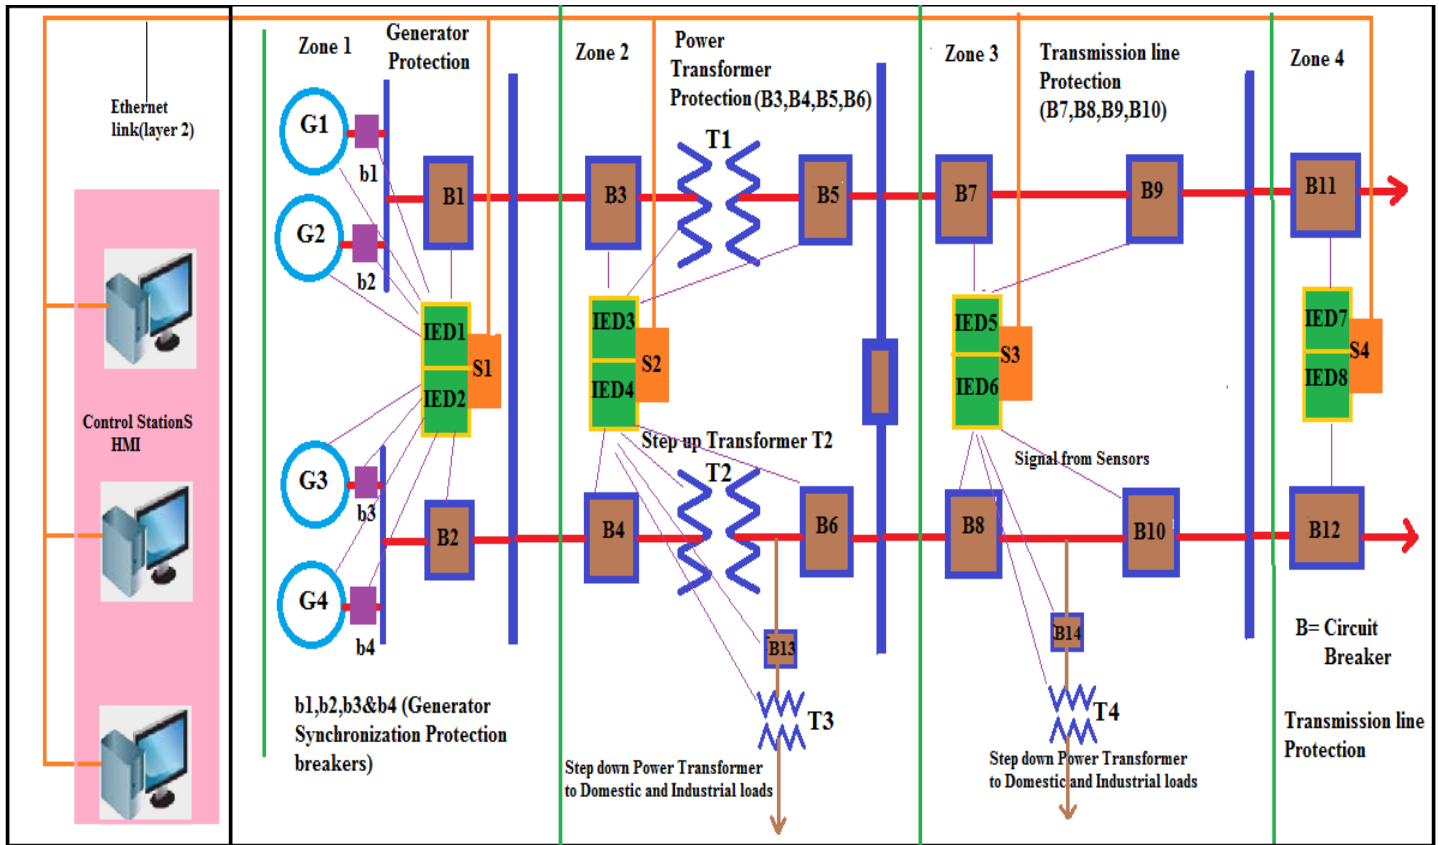 Ethernet
link(layer 2)
Control StationS
HMI
Zone 1
Generator
Protection
G1
b1
G2
b2
B1
IED1
S1
IED2
G3
b3
B2
G4
b4
b1,b2,b3&b4 (Generator
Synchronization Protection
breakers)
Zone 2
Power
Transformer
Protection (B3,B4,B5,B6)
T1
B3
B5
IED3
S2
IED4
Step up Transformer T2
T2
B4
B6
B13
T3
Step down Power Transformer
to Domestic and Industrial loads
Zone 3
Transmission line
Protection
(B7,B8,B9,B10)
B7
B9
IED5
S3
IED6
Signal from Sensors
B8
B10
B14
T4
Step down Power Transformer
to Domestic and Industrial loads
Zone 4
B11
IED7
S4
IED8
B12
B= Circuit
Breaker
Transmission line
Protection